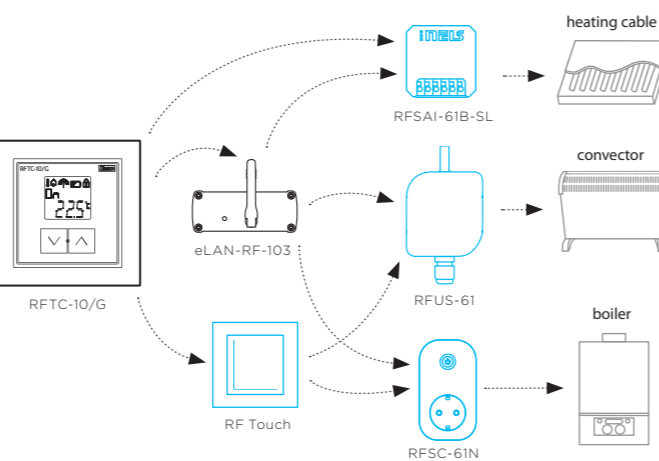 heating cable
iNELS
RFSAI-61B-SL
convector
RFTC-10/G
22.5°C
eLAN-RF-103
RFTC-10/G
RFUS-61
boiler
RF Touch
RFSC-61N